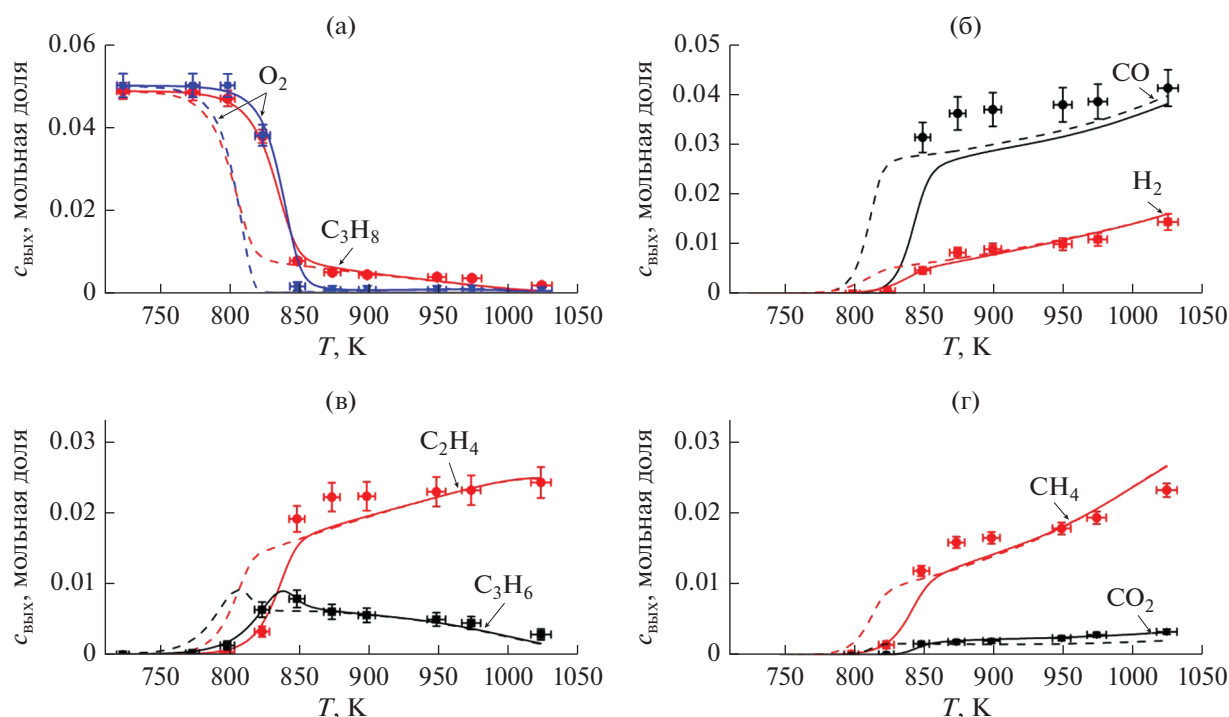 (а)
0.06
0.04
0.02
0
750 800 850 900 950 1000 1050
O₂
C₃H₈
cвых, мольная доля
T, K
(б)
0.05
0.04
0.03
0.02
0.01
0
750 800 850 900 950 1000 1050
CO
H₂
cвых, мольная доля
T, K
(в)
0.03
0.02
0.01
0
750 800 850 900 950 1000 1050
C₂H₄
C₃H₆
cвых, мольная доля
T, K
(г)
0.03
0.02
0.01
0
750 800 850 900 950 1000 1050
CH₄
CO₂
cвых, мольная доля
T, K